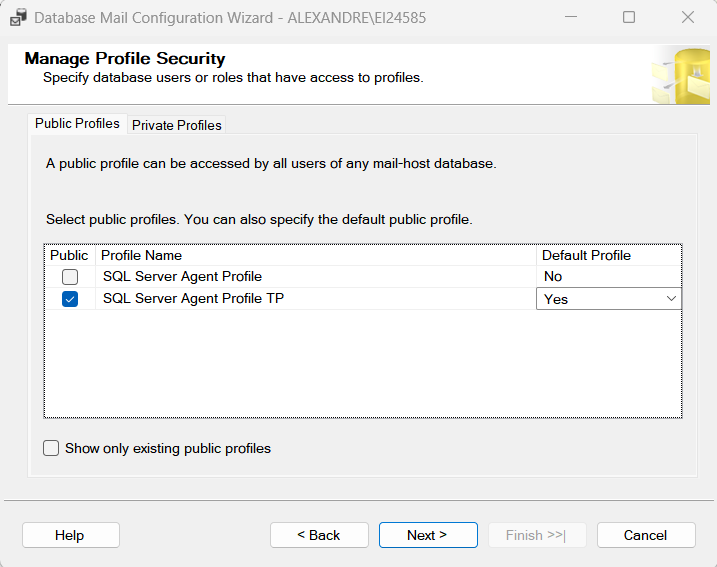 Database Mail Configuration Wizard - ALEXANDRE\EI24585
Manage Profile Security
Specify database users or roles that have access to profiles.
Public Profiles Private Profiles
A public profile can be accessed by all users of any mail-host database.
Select public profiles. You can also specify the default public profile.
Public Profile Name Default Profile
SQL Server Agent Profile No
SQL Server Agent Profile TP Yes
Show only existing public profiles
Help < Back Next > Finish >>| Cancel